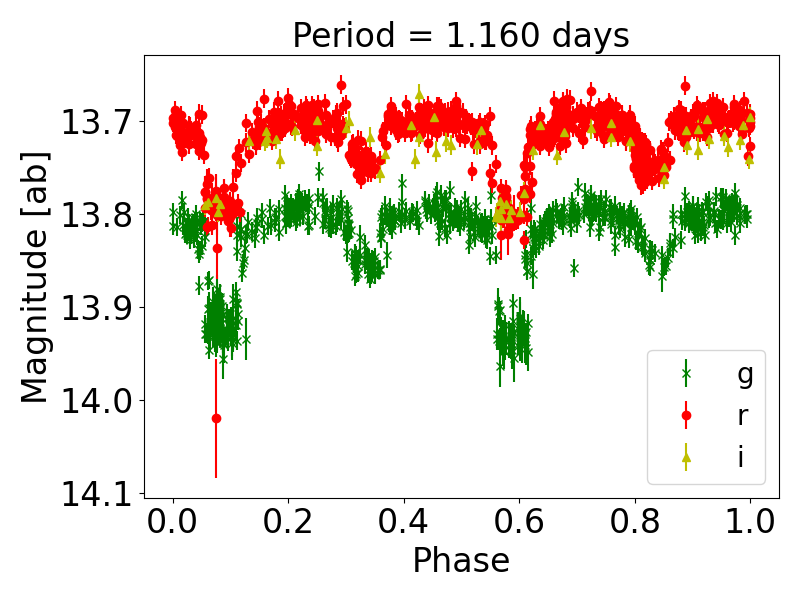 Period = 1.160 days
Magnitude [ab]
13.7
13.8
13.9
14.0
14.1
g
r
i
0.0 0.2 0.4 0.6 0.8 1.0
Phase